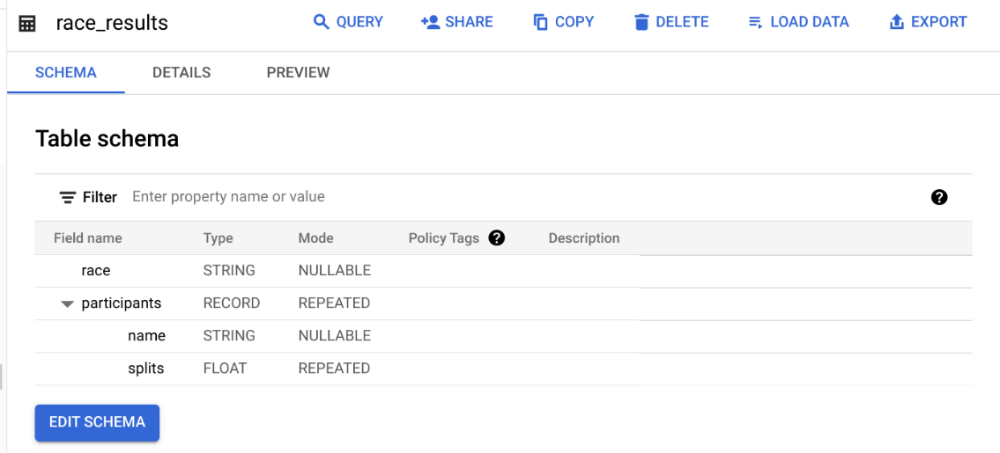 race_results QUERY SHARE COPY DELETE LOAD DATA EXPORT
SCHEMA DETAILS PREVIEW
Table schema
Filter Enter property name or value ?
Field name Type Mode Policy Tags ? Description
race STRING NULLABLE
participants RECORD REPEATED
name STRING NULLABLE
splits FLOAT REPEATED
EDIT SCHEMA